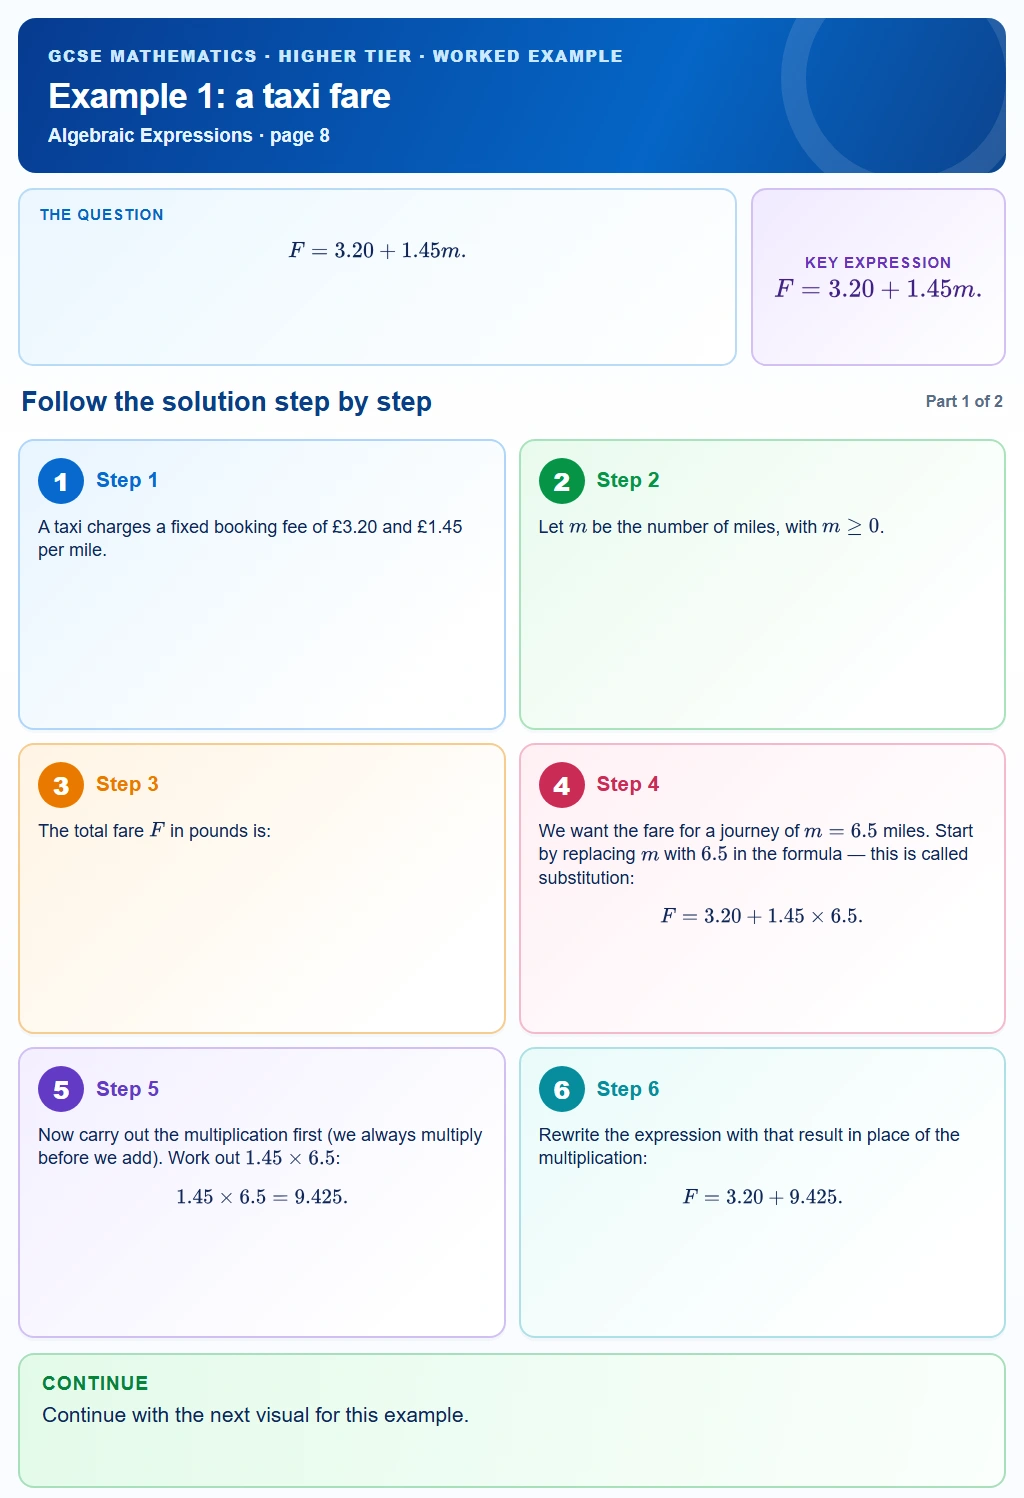 GCSE MATHEMATICS · HIGHER TIER · WORKED EXAMPLE
Example 1: a taxi fare
Algebraic Expressions · page 8
THE QUESTION
F = 3.20 + 1.45m.
KEY EXPRESSION
F = 3.20 + 1.45m.
Follow the solution step by step
Part 1 of 2
1 Step 1
A taxi charges a fixed booking fee of £3.20 and £1.45
per mile.
2 Step 2
Let m be the number of miles, with m ≥ 0.
3 Step 3
The total fare F in pounds is:
4 Step 4
We want the fare for a journey of m = 6.5 miles. Start
by replacing m with 6.5 in the formula — this is called
substitution:
F = 3.20 + 1.45 × 6.5.
5 Step 5
Now carry out the multiplication first (we always multiply
before we add). Work out 1.45 × 6.5:
1.45 × 6.5 = 9.425.
6 Step 6
Rewrite the expression with that result in place of the
multiplication:
F = 3.20 + 9.425.
CONTINUE
Continue with the next visual for this example.